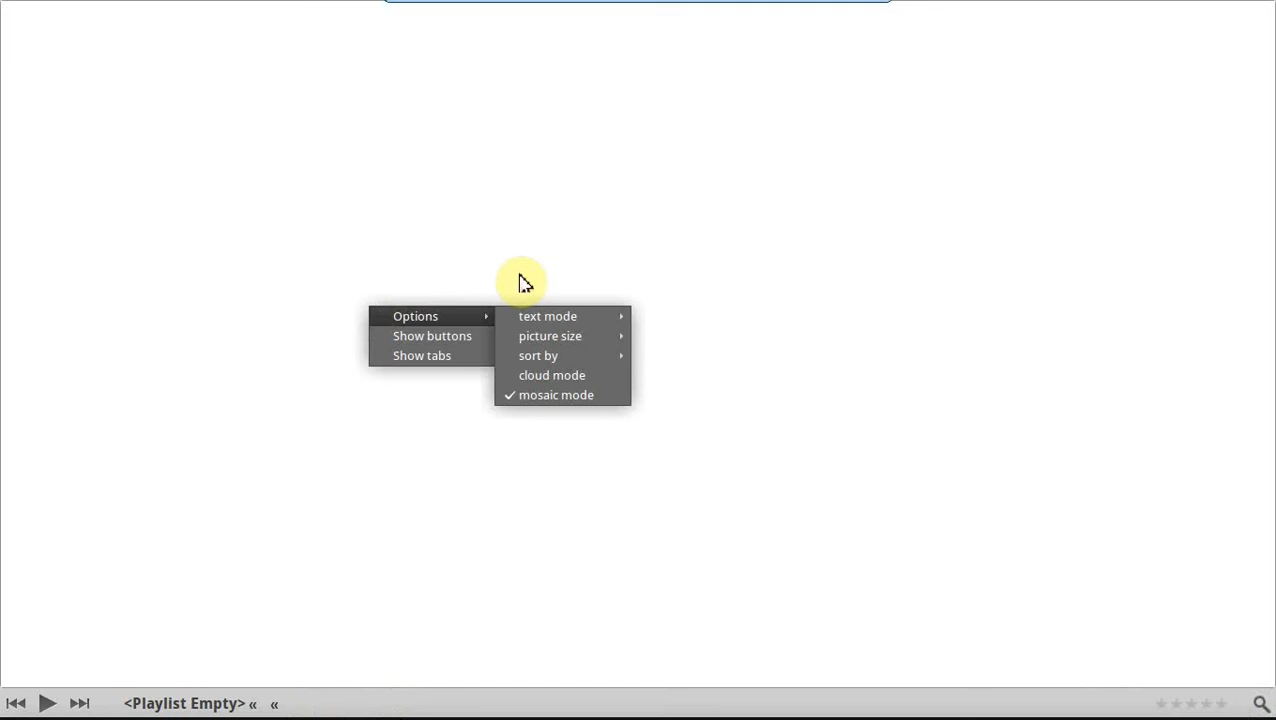 Options
Show buttons
Show tabs
text mode
picture size
sort by
cloud mode
mosaic mode
<Playlist Empty> « «